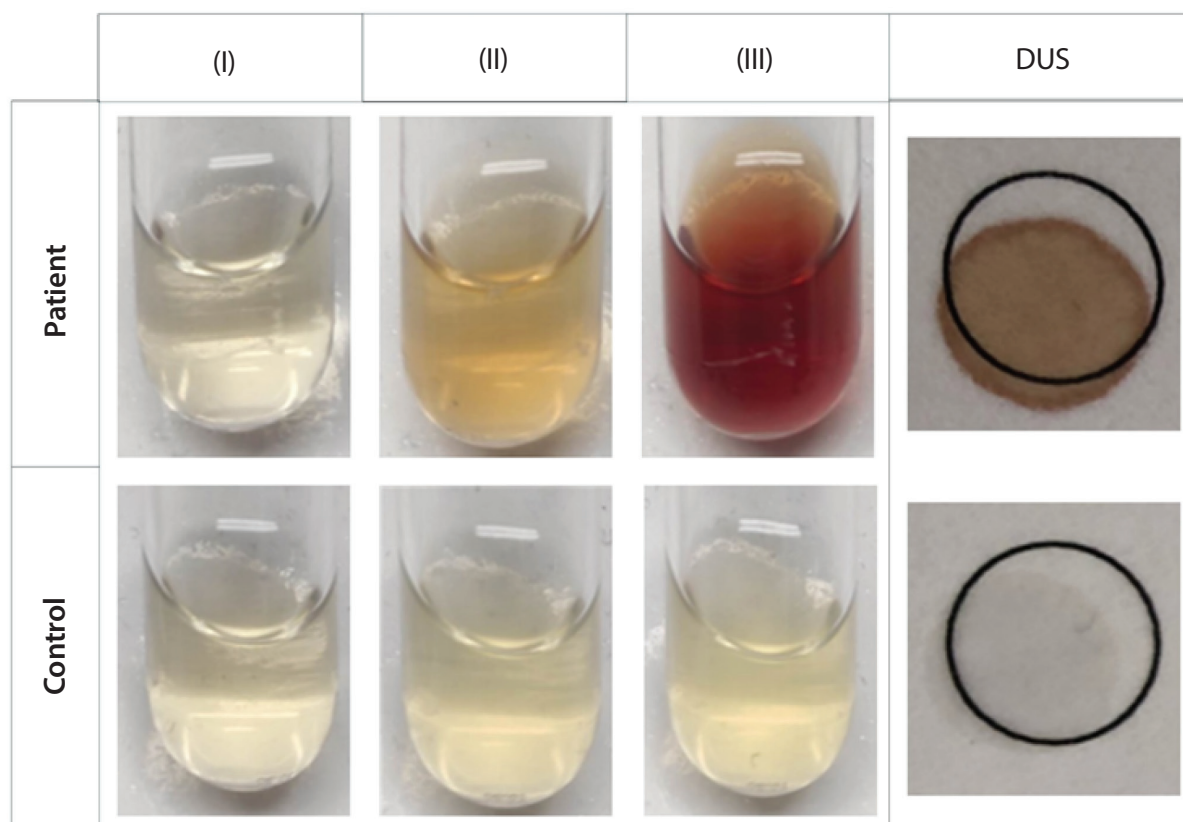 (I)
(II)
(III)
DUS
Patient
Control